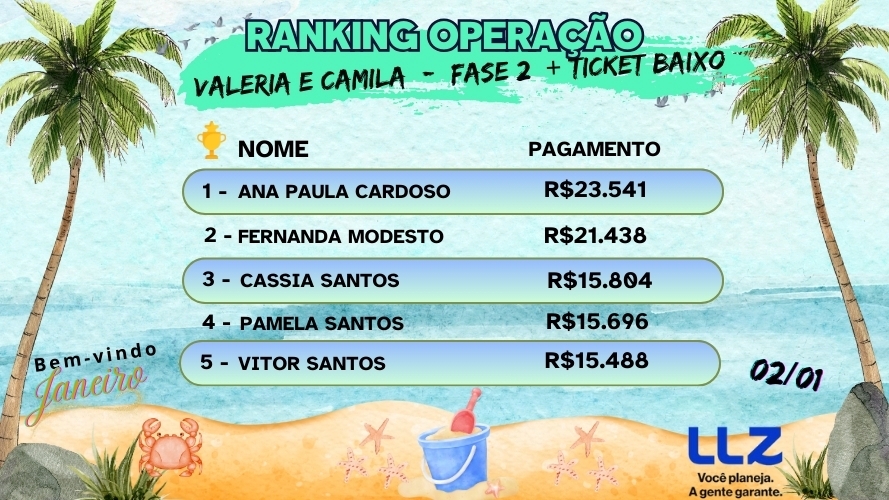 RANKING OPERAÇÃO
VALERIA E CAMILA - FASE 2 + TICKET BAIXO
NOME PAGAMENTO
1 - ANA PAULA CARDOSO R$23.541
2 - FERNANDA MODESTO R$21.438
3 - CASSIA SANTOS R$15.804
4 - PAMELA SANTOS R$15.696
5 - VITOR SANTOS R$15.488
Bem-vindo
Janeiro
02/01
LLZ
Você planeja.
A gente garante.